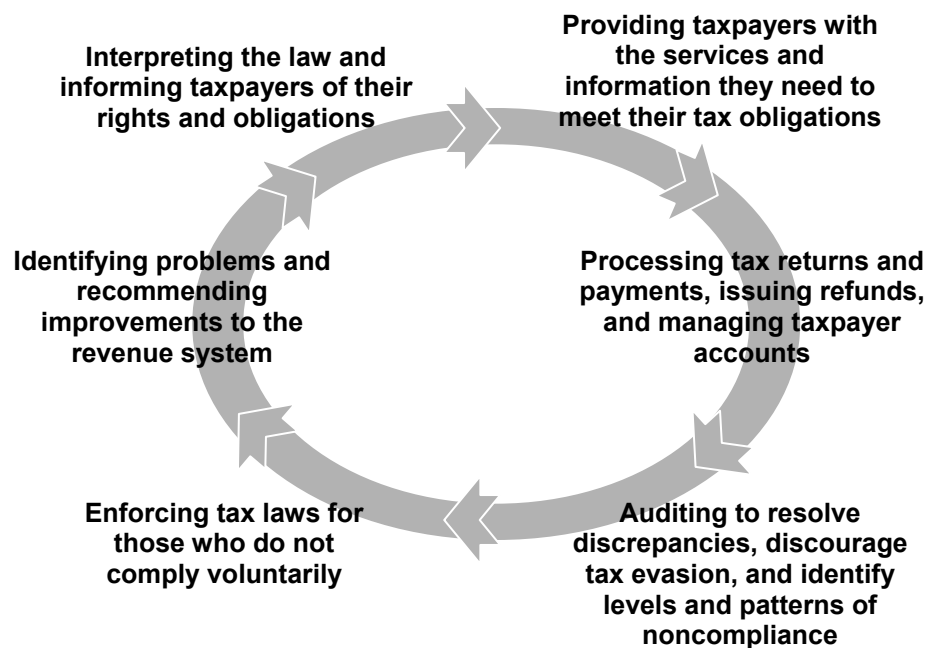 Interpreting the law and
informing taxpayers of their
rights and obligations
Providing taxpayers with
the services and
information they need to
meet their tax obligations
Processing tax returns and
payments, issuing refunds,
and managing taxpayer
accounts
Auditing to resolve
discrepancies, discourage
tax evasion, and identify
levels and patterns of
noncompliance
Enforcing tax laws for
those who do not
comply voluntarily
Identifying problems and
recommending
improvements to the
revenue system